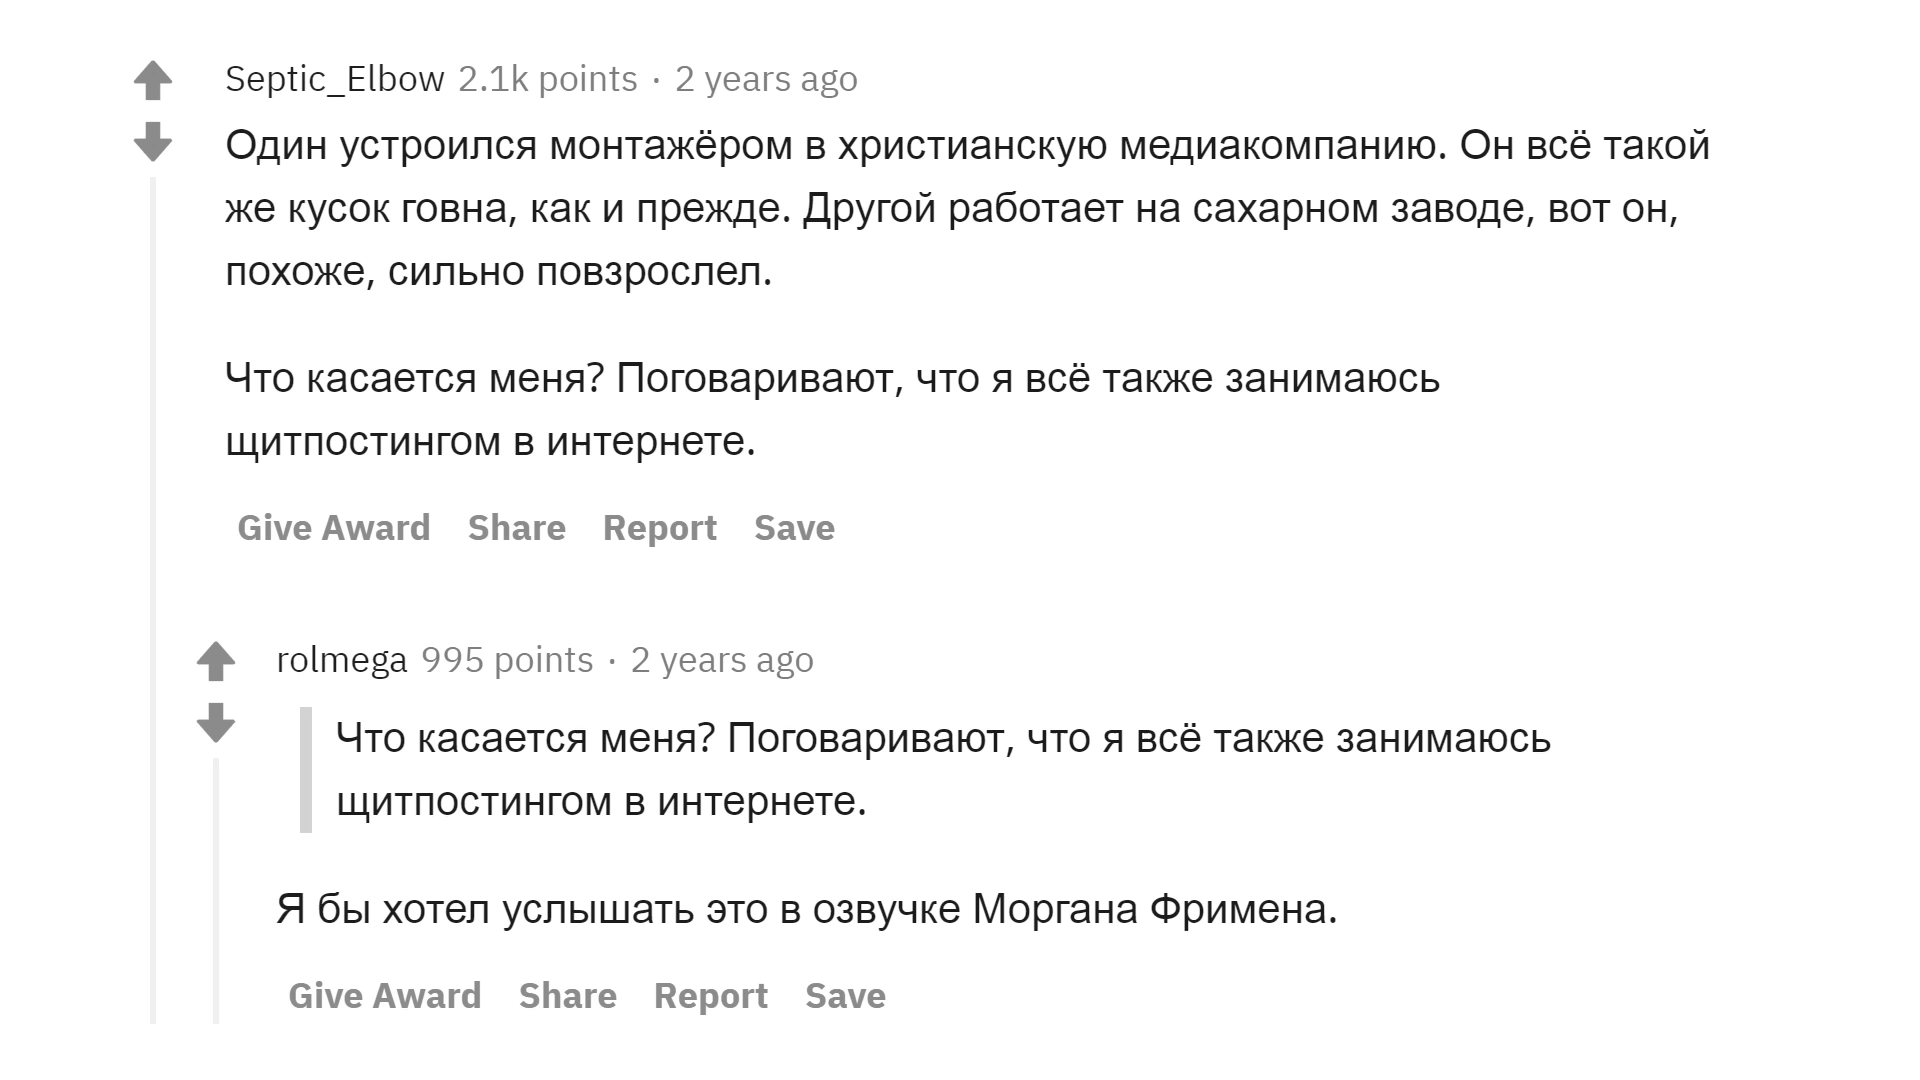 Septic_Elbow 2.1k points · 2 years ago
Один устроился монтажёром в христианскую медиакомпанию. Он всё такой
же кусок говна, как и прежде. Другой работает на сахарном заводе, вот он,
похоже, сильно повзрослел.
Что касается меня? Поговаривают, что я всё также занимаюсь
щитпостингом в интернете.
Give Award Share Report Save
rolmega 995 points · 2 years ago
Что касается меня? Поговаривают, что я всё также занимаюсь
щитпостингом в интернете.
Я бы хотел услышать это в озвучке Моргана Фримена.
Give Award Share Report Save